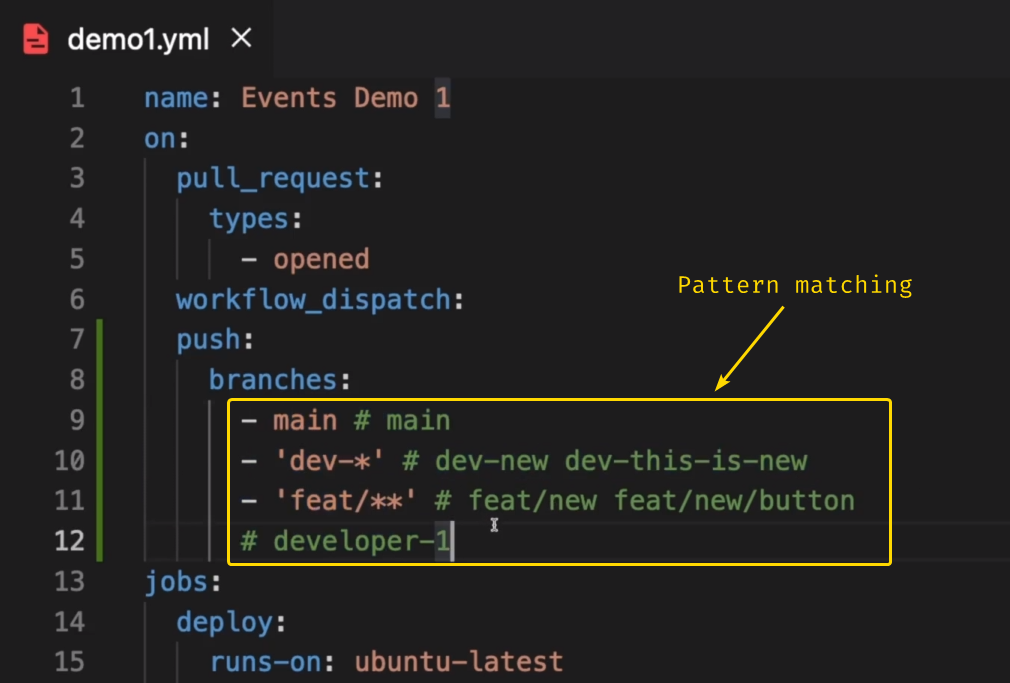 demo1.yml
1 name: Events Demo 1
2 on:
3 pull_request:
4 types:
5 - opened
6 workflow_dispatch:
7 push:
8 branches:
9 - main # main
10 - 'dev-*' # dev-new dev-this-is-new
11 - 'feat/**' # feat/new feat/new/button
12 # developer-1
13 jobs:
14 deploy:
15 runs-on: ubuntu-latest
Pattern matching